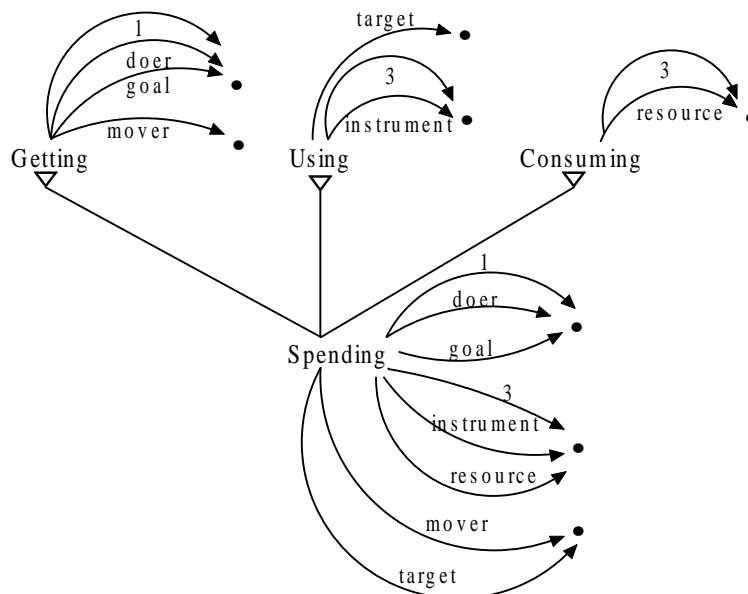 1
doer
goal
mover
Getting
target
3
instrument
Using
3
resource
Consuming
1
doer
goal
Spending
3
instrument
resource
mover
target